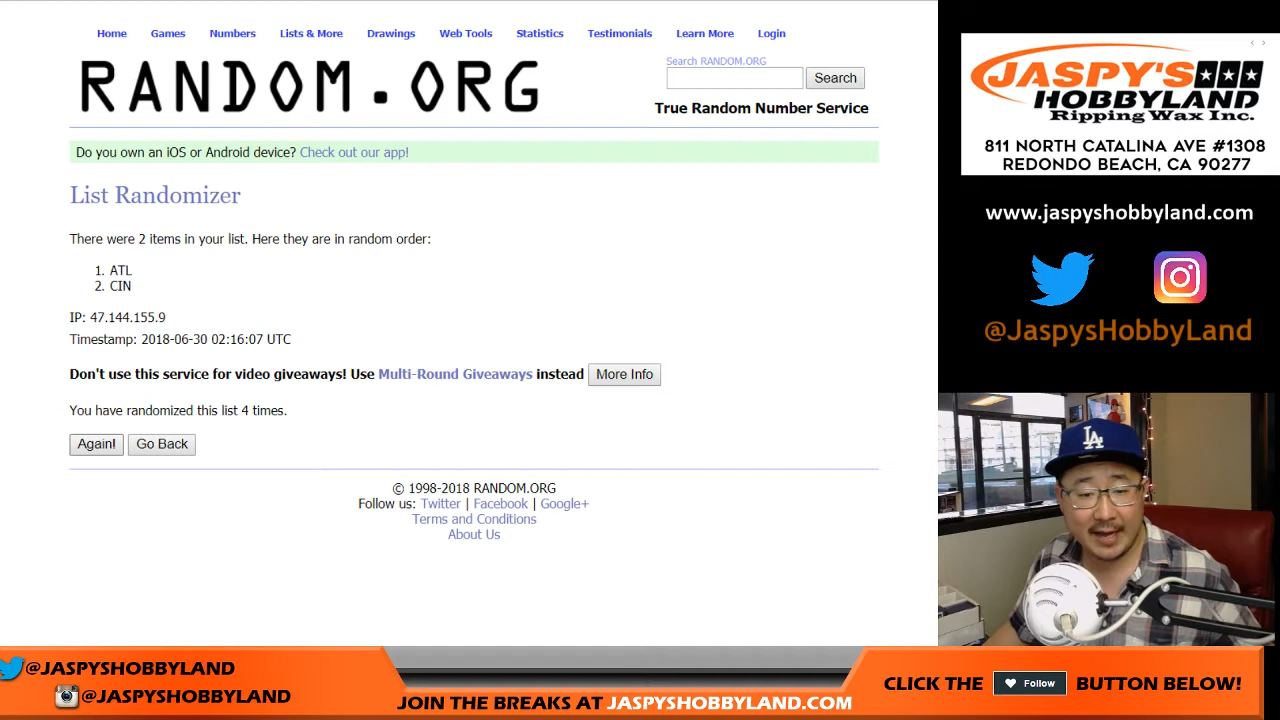 Home Games Numbers Lists & More Drawings Web Tools Statistics Testimonials Learn More Login
RANDOM.ORG
Search RANDOM.ORG
Search
True Random Number Service
Do you own an iOS or Android device? Check out our app!
List Randomizer
There were 2 items in your list. Here they are in random order:
1. ATL
2. CIN
IP: 47.144.155.9
Timestamp: 2018-06-30 02:16:07 UTC
Don't use this service for video giveaways! Use Multi-Round Giveaways instead More Info
You have randomized this list 4 times.
Again! Go Back
© 1998-2018 RANDOM.ORG
Follow us: Twitter | Facebook | Google+
Terms and Conditions
About Us
JASPY'S
HOBBYLAND
Ripping Wax Inc.
811 NORTH CATALINA AVE #1308
REDONDO BEACH, CA 90277
www.jaspyshobbyland.com
@JaspysHobbyLand
LA
@JASPYSHOBBYLAND
@JASPYSHOBBYLAND
JOIN THE BREAKS AT JASPYSHOBBYLAND.COM
CLICK THE Follow BUTTON BELOW!